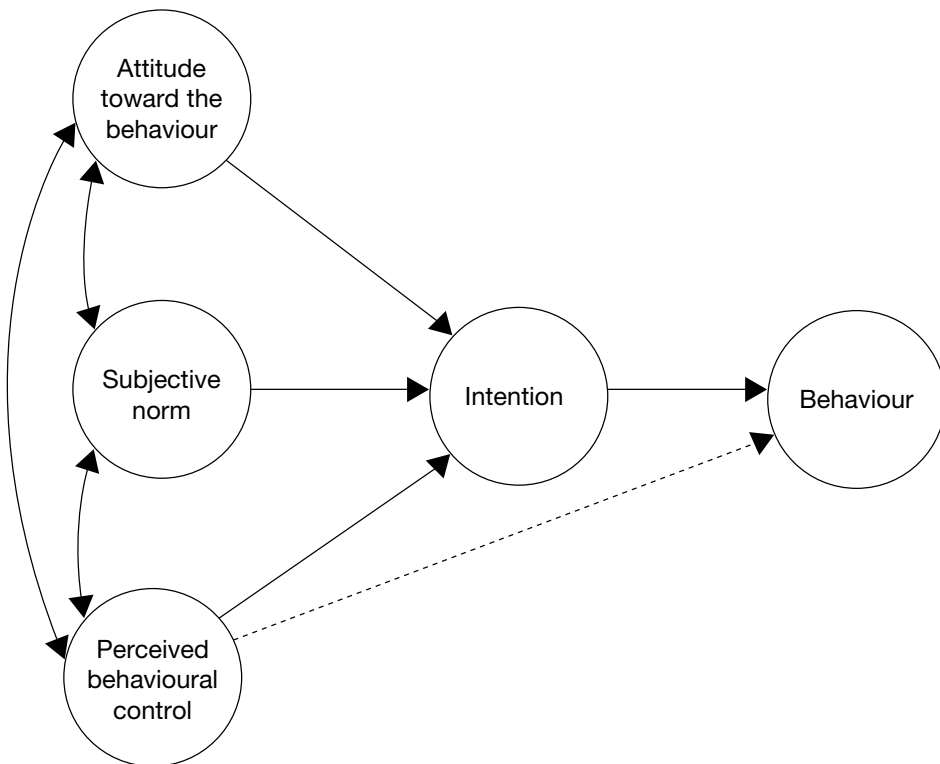 Attitude
toward the
behaviour
Subjective
norm
Intention
Behaviour
Perceived
behavioural
control